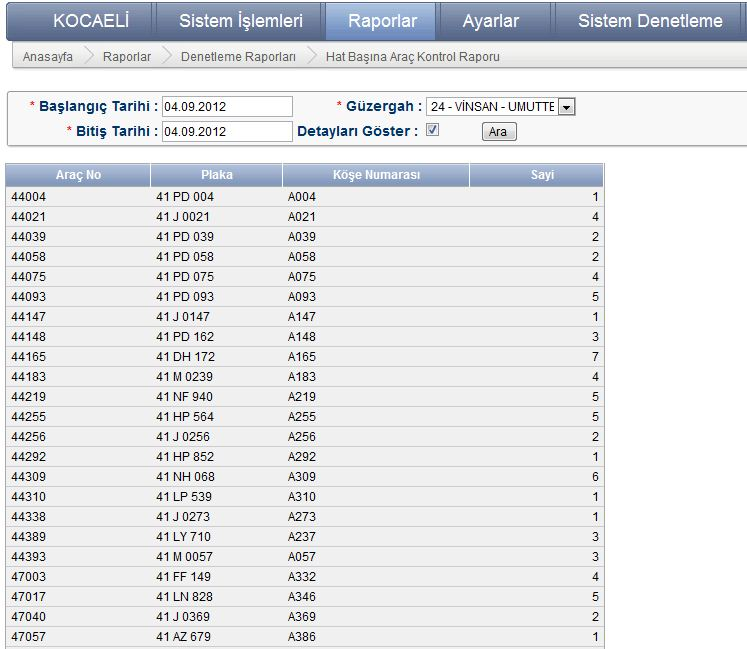 KOCAELİ Sistem İşlemleri Raporlar Ayarlar Sistem Denetleme
Anasayfa Raporlar Denetleme Raporları Hat Başına Araç Kontrol Raporu
* Başlangıç Tarihi : 04.09.2012 * Güzergah : 24 - VİNSAN - UMUTTE
* Bitiş Tarihi : 04.09.2012 Detayları Göster : Ara
Araç No Plaka Köşe Numarası Sayi
44004 41 PD 004 A004 1
44021 41 J 0021 A021 4
44039 41 PD 039 A039 2
44058 41 PD 058 A058 2
44075 41 PD 075 A075 4
44093 41 PD 093 A093 5
44147 41 J 0147 A147 1
44148 41 PD 162 A148 3
44165 41 DH 172 A165 7
44183 41 M 0239 A183 4
44219 41 NF 940 A219 5
44255 41 HP 564 A255 5
44256 41 J 0256 A256 2
44292 41 HP 852 A292 1
44309 41 NH 068 A309 6
44310 41 LP 539 A310 1
44338 41 J 0273 A273 1
44389 41 LY 710 A237 3
44393 41 M 0057 A057 3
47003 41 FF 149 A332 4
47017 41 LN 828 A346 5
47040 41 J 0369 A369 2
47057 41 AZ 679 A386 1